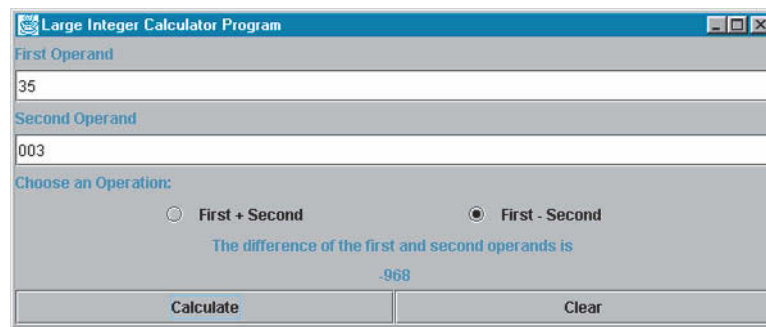 Large Integer Calculator Program
First Operand
35
Second Operand
003
Choose an Operation:
First + Second First - Second
The difference of the first and second operands is
-968
Calculate Clear